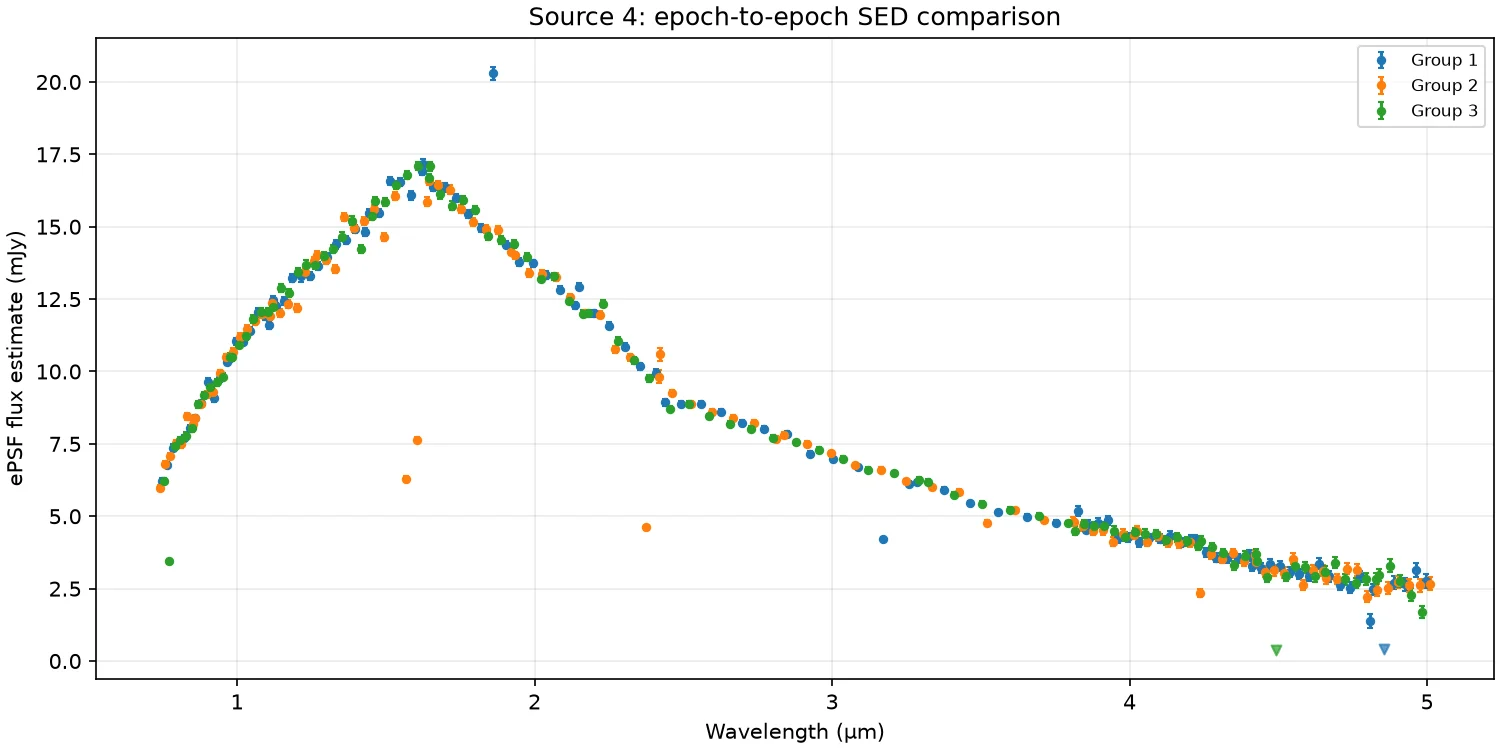 Source 4: epoch-to-epoch SED comparison
ePSF flux estimate (mJy)
20.0
17.5
15.0
12.5
10.0
7.5
5.0
2.5
0.0
Group 1
Group 2
Group 3
1
2
3
4
5
Wavelength (μm)